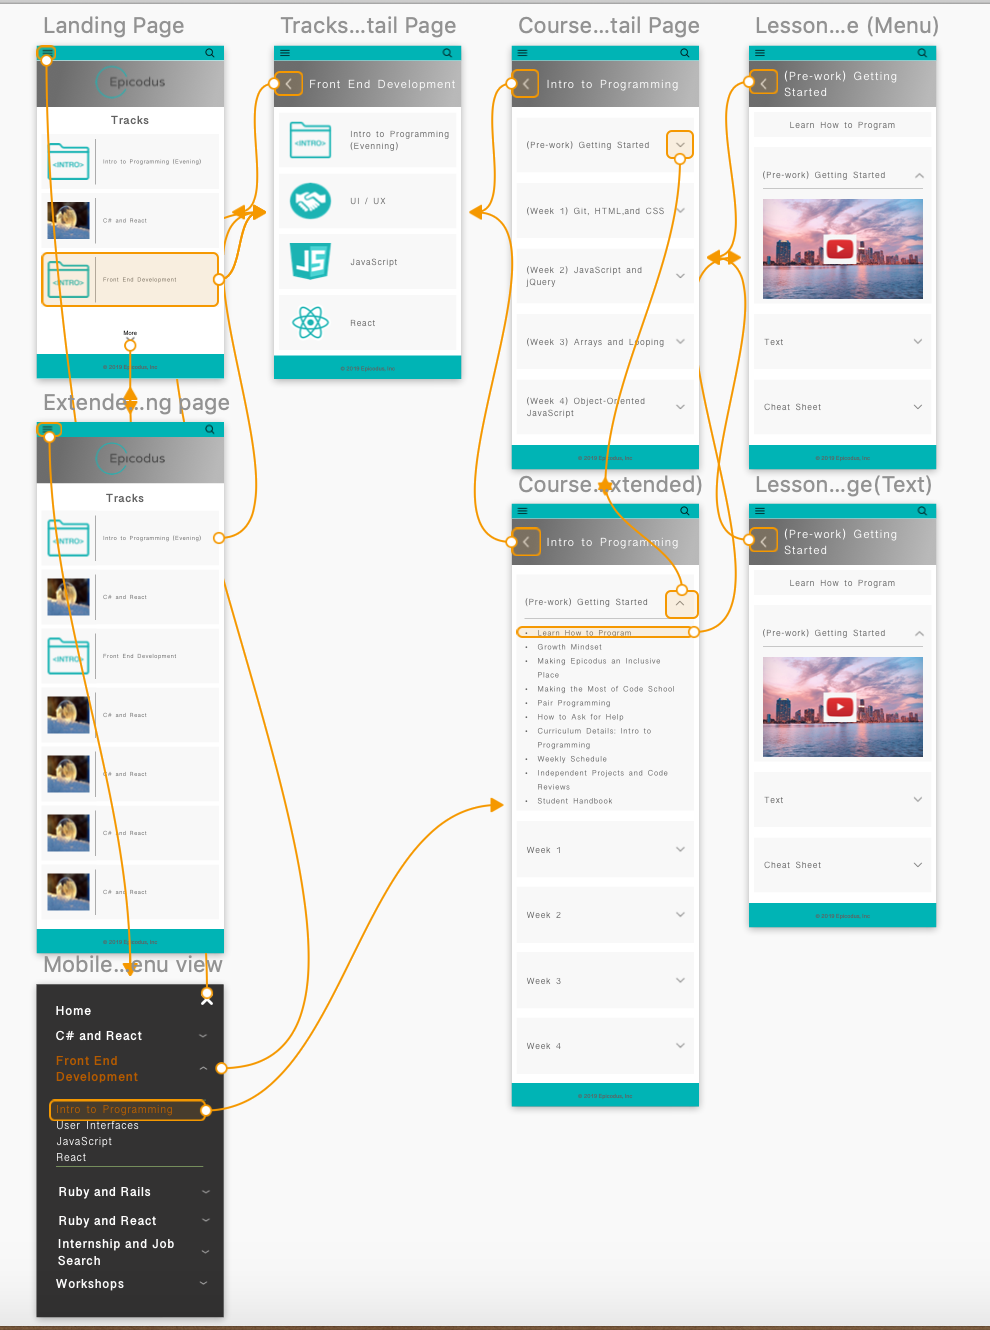 Landing Page
Epicodus
Tracks
<INTRO>
Intro to Programming (Evening)
C# and React
<INTRO>
Front End Development
More
© 2019 Epicodus, Inc
Extende...ng page
Epicodus
Tracks
<INTRO>
Intro to Programming (Evening)
C# and React
<INTRO>
Front End Development
C# and React
C# and React
C# and React
C# and React
© 2019 Epicodus, Inc
Mobile...enu view
Home
C# and React
Front End
Development
Intro to Programming
User Interfaces
JavaScript
React
Ruby and Rails
Ruby and React
Internship and Job
Search
Workshops
Tracks...tail Page
Front End Development
<INTRO>
Intro to Programming
(Evenning)
UI / UX
JS
JavaScript
React
© 2019 Epicodus, Inc
Course...tail Page
Intro to Programming
(Pre-work) Getting Started
(Week 1) Git, HTML,and CSS
(Week 2) JavaScript and
jQuery
(Week 3) Arrays and Looping
(Week 4) Object-Oriented
JavaScript
© 2019 Epicodus, Inc
Course...xtended)
Intro to Programming
(Pre-work) Getting Started
• Learn How to Program
• Growth Mindset
• Making Epicodus an Inclusive
Place
• Making the Most of Code School
• Pair Programming
• How to Ask for Help
• Curriculum Details: Intro to
Programming
• Weekly Schedule
• Independent Projects and Code
Reviews
• Student Handbook
Week 1
Week 2
Week 3
Week 4
© 2019 Epicodus, Inc
Lesson...e (Menu)
(Pre-work) Getting
Started
Learn How to Program
(Pre-work) Getting Started
Text
Cheat Sheet
© 2019 Epicodus, Inc
Lesson...ge(Text)
(Pre-work) Getting
Started
Learn How to Program
(Pre-work) Getting Started
Text
Cheat Sheet
© 2019 Epicodus, Inc